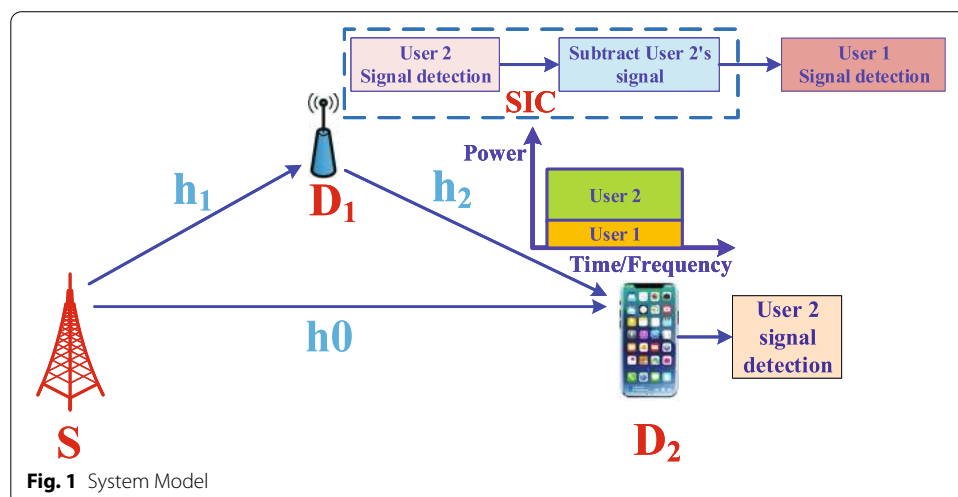 User 2
Signal detection
Subtract User 2's
signal
User 1
Signal detection
SIC
Power
h₁
D₁
h₂
User 2
User 1
Time/Frequency
h0
User 2
signal
detection
S
D₂
Fig. 1 System Model